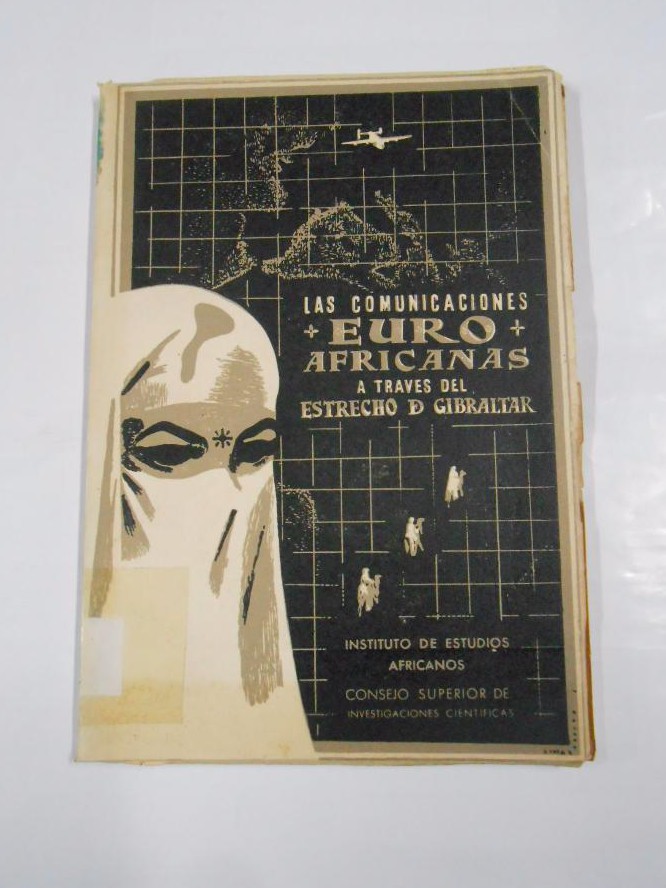 LAS COMUNICACIONES
EURO
AFRICANAS
A TRAVES DEL
ESTRECHO D GIBRALTAR
INSTITUTO DE ESTUDIOS
AFRICANOS
CONSEJO SUPERIOR DE
INVESTIGACIONES CIENTIFICAS